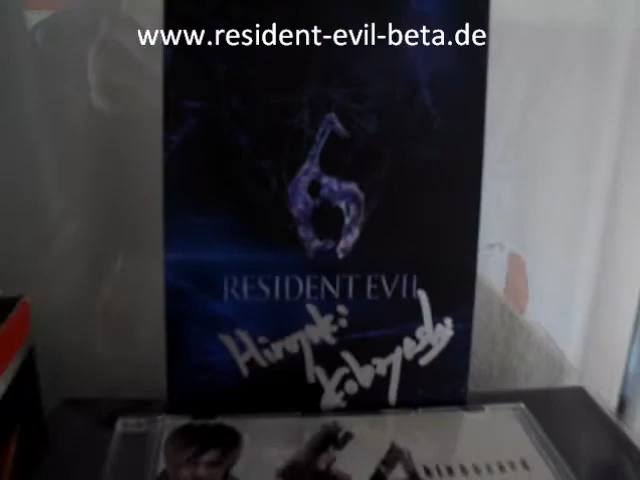 www.resident-evil-beta.de
6
RESIDENT EVIL
Hiroyuki
Kobayashi